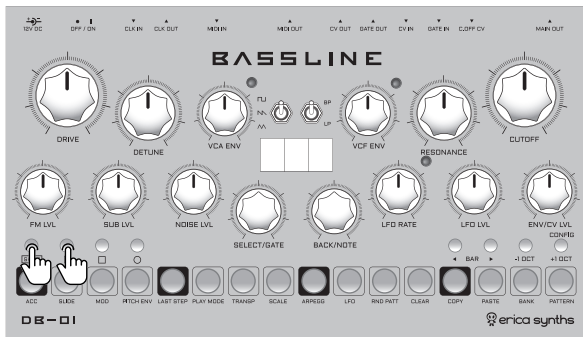 12V DC OFF / ON CLK IN CLK OUT MIDI IN MIDI OUT CV OUT GATE OUT CV IN GATE IN C.OFF CV MAIN OUT
BASSLINE
BP
LP
DRIVE DETUNE VCA ENV VCF ENV RESONANCE CUTOFF
FM LVL SUB LVL NOISE LVL SELECT/GATE BACK/NOTE LFO RATE LFO LVL ENV/CV LVL
CONFIG
BAR -1 OCT +1 OCT
ACC SLIDE MOD PITCH ENV LAST STEP PLAY MODE TRANSP SCALE ARPEGG LFO RND PATT CLEAR COPY PASTE BANK PATTERN
DB-01 erica synths